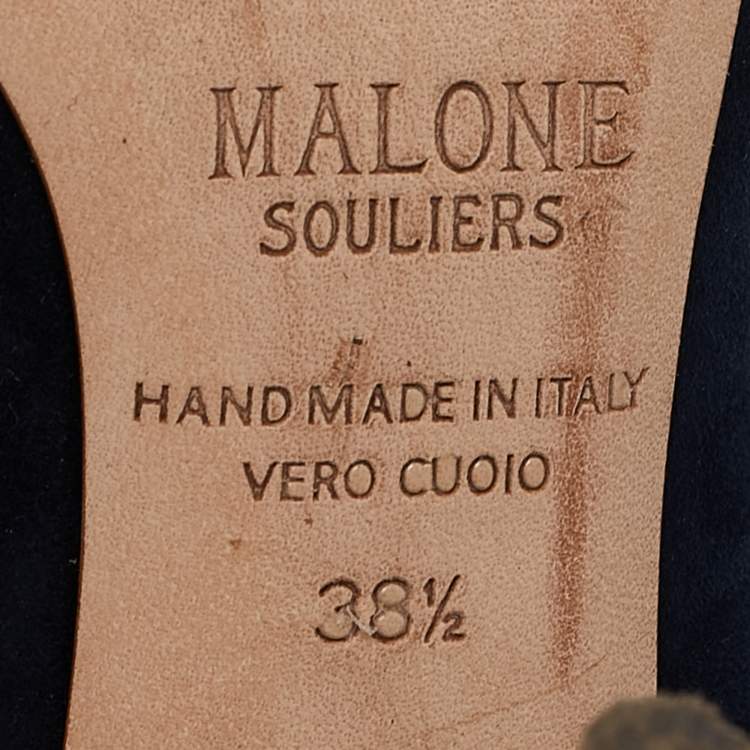 MALONE
SOULIERS
HAND MADE IN ITALY
VERO CUOIO
38½